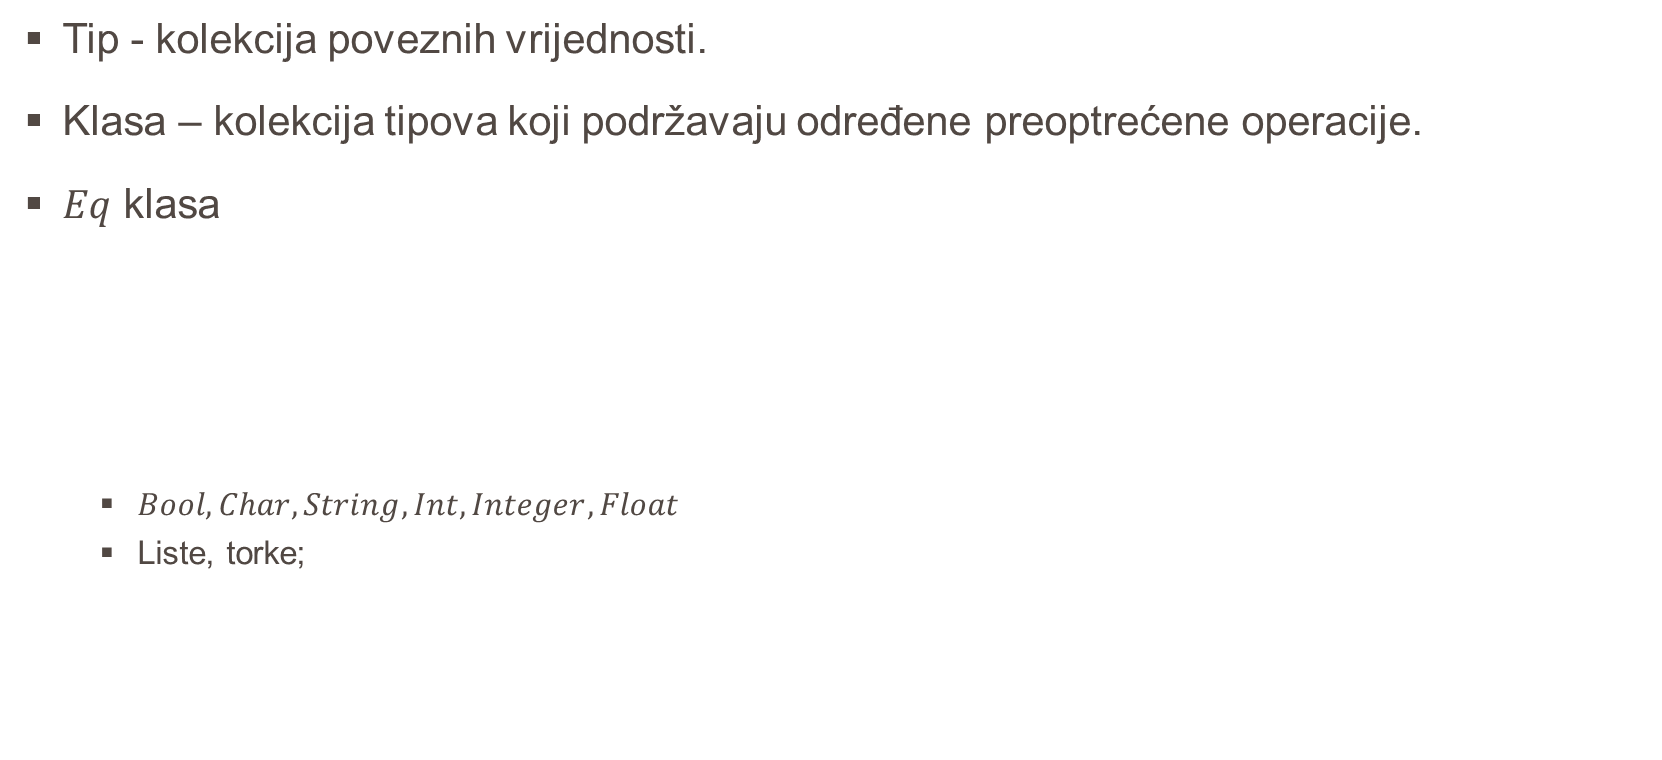 ▪ Tip - kolekcija poveznih vrijednosti.
▪ Klasa – kolekcija tipova koji podržavaju određene preoptrećene operacije.
▪ Eq klasa
▪ Bool, Char, String, Int, Integer, Float
▪ Liste, torke;